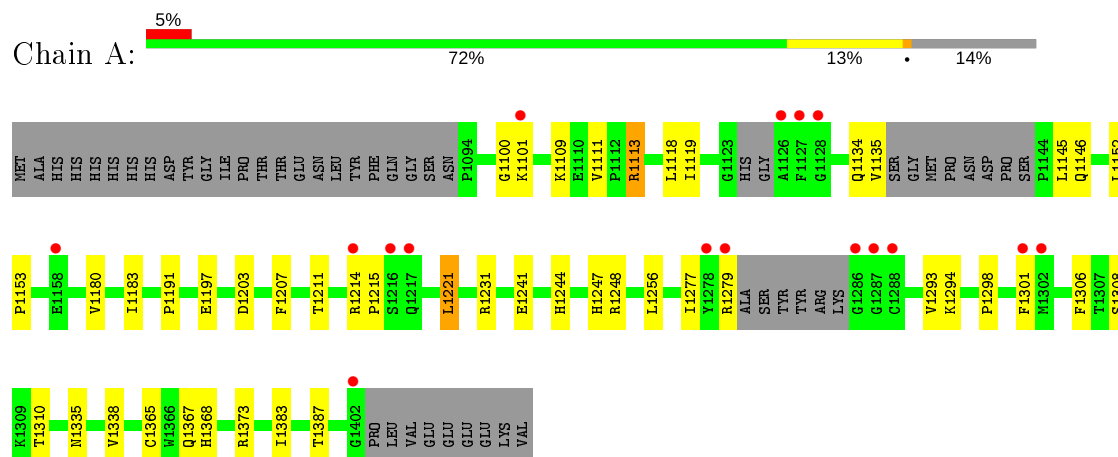 5%
Chain A:
72% 13% • 14%
MET ALA HIS HIS HIS HIS HIS HIS ASP TYR GLY ILE PRO THR THR GLU ASN LEU TYR PHE GLN GLY SER ASN P1094 G1100 K1101 K1109 E1110 V1111 P1112 R1113 L1118 I1119 G1123 HIS GLY A1126 F1127 G1128 Q1134 V1135 SER GLY MET PRO ASN ASP PRO SER P1144 L1145 Q1146 L1152
P1153 E1158 V1180 I1183 P1191 E1197 D1203 F1207 T1211 R1214 P1215 S1216 Q1217 L1221 R1231 E1241 H1244 H1247 R1248 L1256 I1277 Y1278 R1279 ALA SER TYR TYR ARG LYS G1286 G1287 C1288 V1293 K1294 P1298 F1301 M1302 F1306 T1307 S1308
K1309 T1310 N1335 V1338 C1365 W1366 Q1367 H1368 R1373 I1383 T1387 G1402 PRO LEU VAL GLU GLU GLU GLU LYS VAL